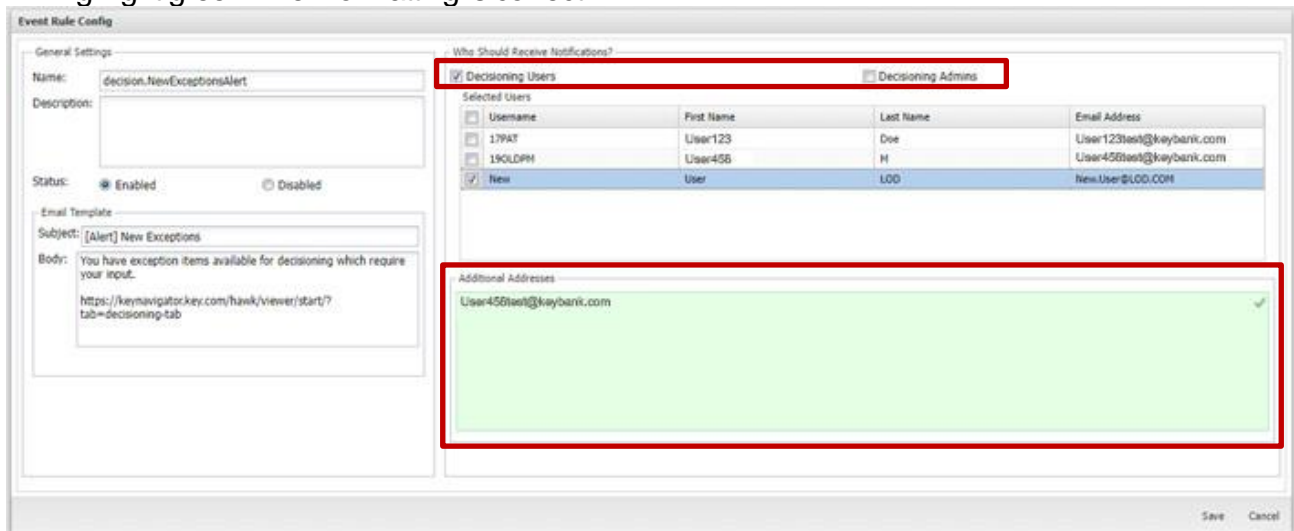 Event Rule Config
General Settings
Name: decision.NewExceptionsAlert
Description:
Status: Enabled Disabled
Email Template
Subject: [Alert] New Exceptions
Body: You have exception items available for decisioning which require
your input.
https://keynavigator.key.com/hawk/viewer/start/?
tab=decisioning-tab
Who Should Receive Notifications?
Decisioning Users Decisioning Admins
Selected Users
Username First Name Last Name Email Address
17PAT User123 Doe User123test@keybank.com
19OLDPM User456 M User456test@keybank.com
New User LOD New.User@LOD.COM
Additional Addresses
User456test@keybank.com
Save Cancel